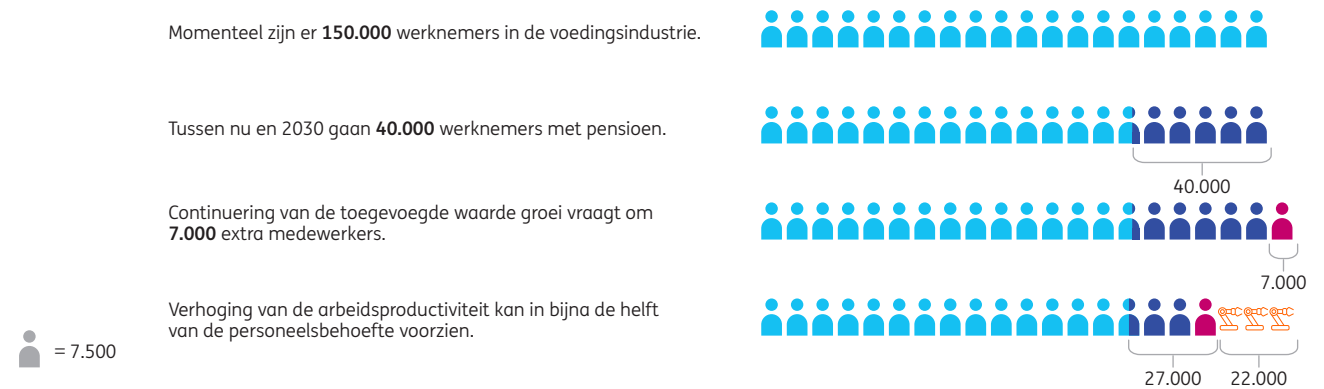 Momenteel zijn er 150.000 werknemers in de voedingsindustrie.
Tussen nu en 2030 gaan 40.000 werknemers met pensioen.
40.000
Continuering van de toegevoegde waarde groei vraagt om
7.000 extra medewerkers.
7.000
Verhoging van de arbeidsproductiviteit kan in bijna de helft
van de personeelsbehoefte voorzien.
= 7.500
27.000
22.000